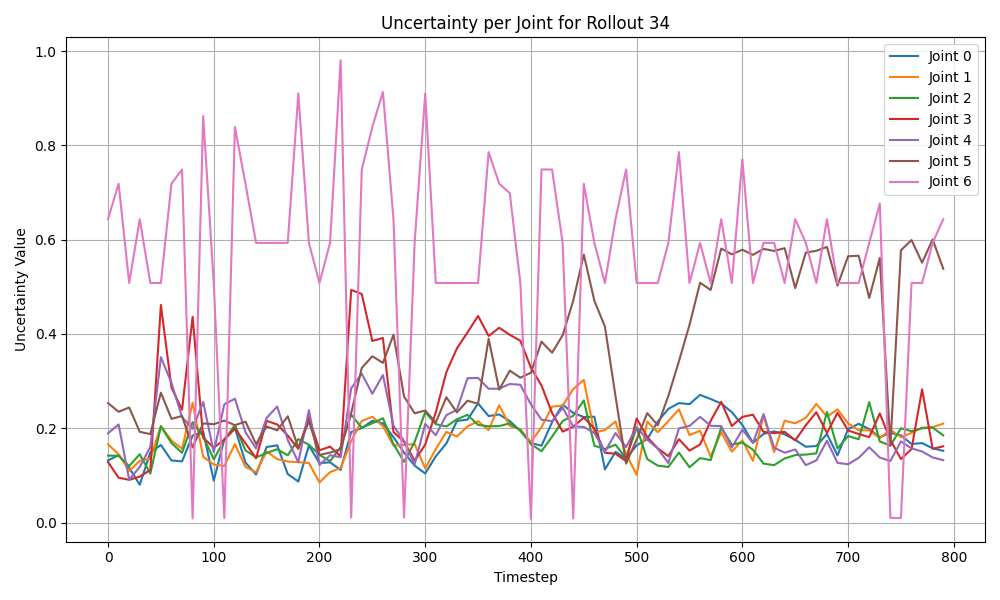 Uncertainty per Joint for Rollout 34
Uncertainty Value
1.0
0.8
0.6
0.4
0.2
0.0
Joint 0
Joint 1
Joint 2
Joint 3
Joint 4
Joint 5
Joint 6
0 100 200 300 400 500 600 700 800
Timestep